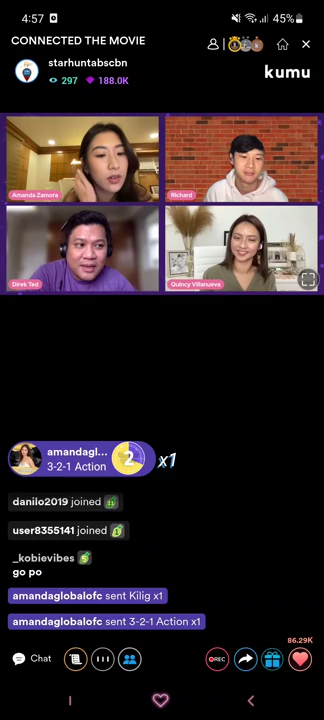 4:57
45%
CONNECTED THE MOVIE
starhuntabscbn
297
188.0K
kumu
Amanda Zamora
Richard
Direk Ted
Quincy Villanueva
amandagl...
3-2-1 Action
2
x1
danilo2019 joined
user8355141 joined
_kobievibes
go po
amandaglobalofc sent Kilig x1
amandaglobalofc sent 3-2-1 Action x1
86.29K
Chat
REC